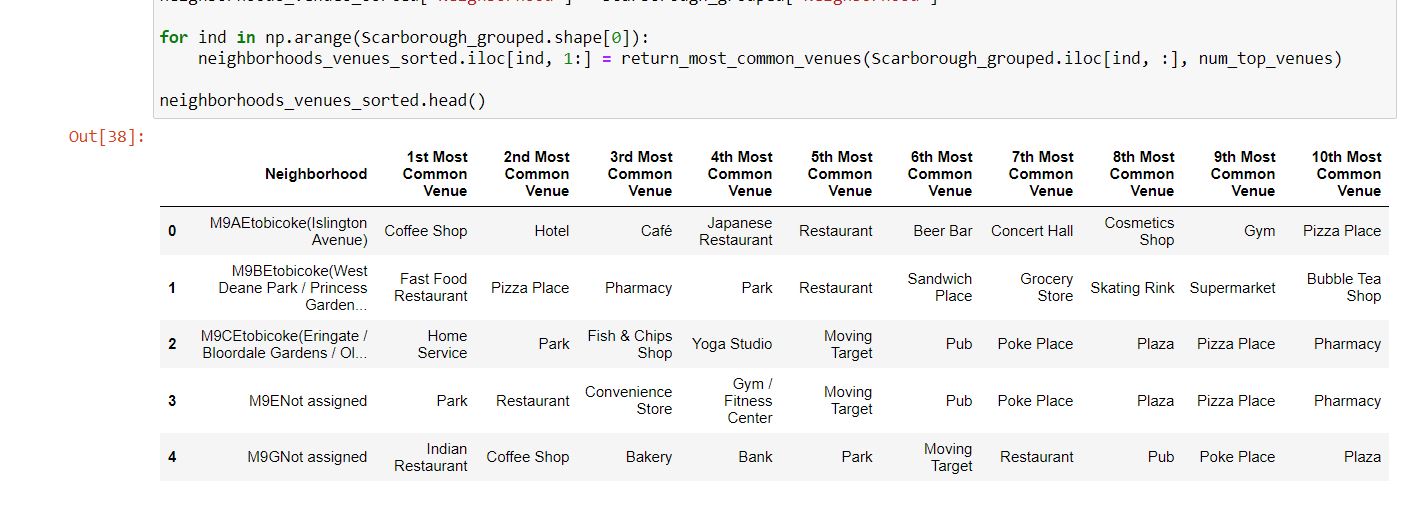 for ind in np.arange(Scarborough_grouped.shape[0]):
neighborhoods_venues_sorted.iloc[ind, 1:] = return_most_common_venues(Scarborough_grouped.iloc[ind, :], num_top_venues)
neighborhoods_venues_sorted.head()
Out[38]:
Neighborhood 1st Most Common Venue 2nd Most Common Venue 3rd Most Common Venue 4th Most Common Venue 5th Most Common Venue 6th Most Common Venue 7th Most Common Venue 8th Most Common Venue 9th Most Common Venue 10th Most Common Venue
0 M9AEtobicoke(Islington Avenue) Coffee Shop Hotel Café Japanese Restaurant Restaurant Beer Bar Concert Hall Cosmetics Shop Gym Pizza Place
1 M9BEtobicoke(West Deane Park / Princess Garden... Fast Food Restaurant Pizza Place Pharmacy Park Restaurant Sandwich Place Grocery Store Skating Rink Supermarket Bubble Tea Shop
2 M9CEtobicoke(Eringate / Bloordale Gardens / Ol... Home Service Park Fish & Chips Shop Yoga Studio Moving Target Pub Poke Place Plaza Pizza Place Pharmacy
3 M9ENot assigned Park Restaurant Convenience Store Gym / Fitness Center Moving Target Pub Poke Place Plaza Pizza Place Pharmacy
4 M9GNot assigned Indian Restaurant Coffee Shop Bakery Bank Park Moving Target Restaurant Pub Poke Place Plaza